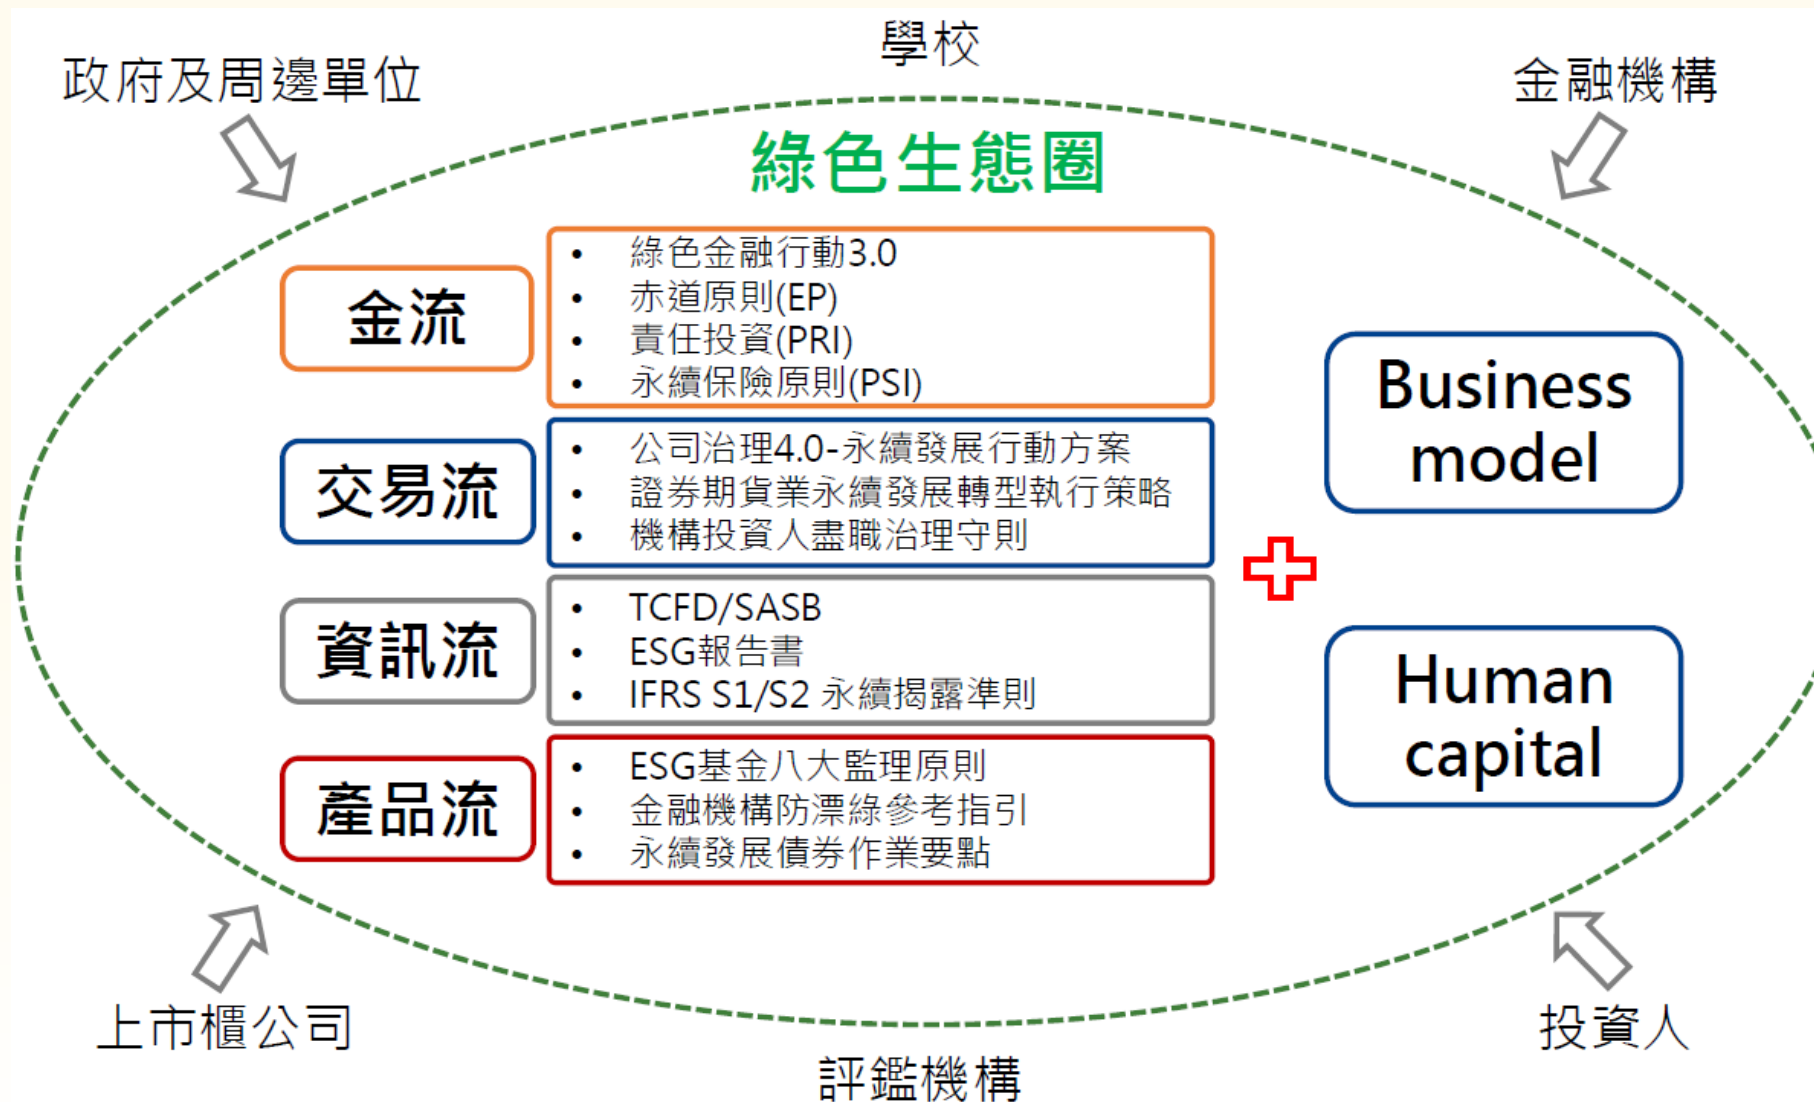 學校
政府及周邊單位
金融機構
綠色生態圈
金流
• 綠色金融行動3.0
• 赤道原則(EP)
• 責任投資(PRI)
• 永續保險原則(PSI)
交易流
• 公司治理4.0-永續發展行動方案
• 證券期貨業永續發展轉型執行策略
• 機構投資人盡職治理守則
資訊流
• TCFD/SASB
• ESG報告書
• IFRS S1/S2 永續揭露準則
產品流
• ESG基金八大監理原則
• 金融機構防漂綠參考指引
• 永續發展債券作業要點
Business
model
Human
capital
上市櫃公司
投資人
評鑑機構